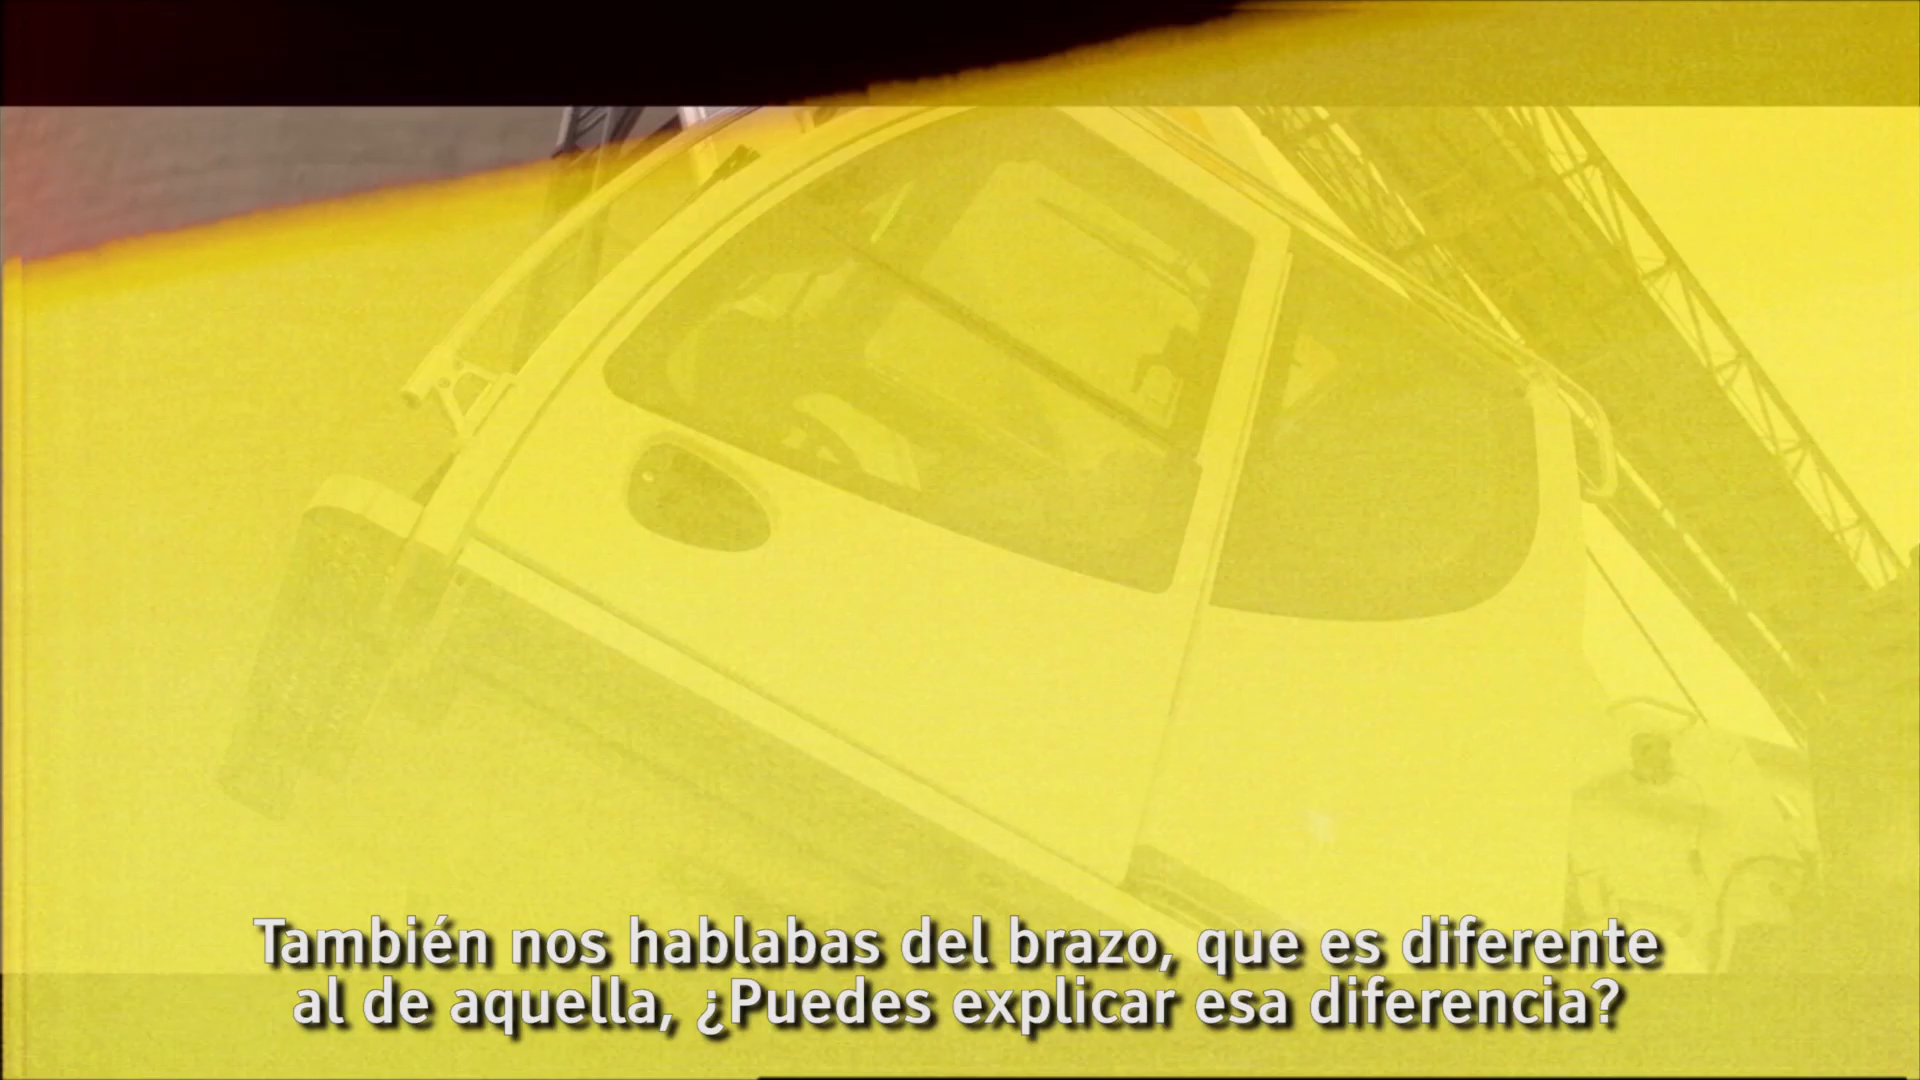 También nos hablabas del brazo, que es diferente
al de aquella, ¿Puedes explicar esa diferencia?